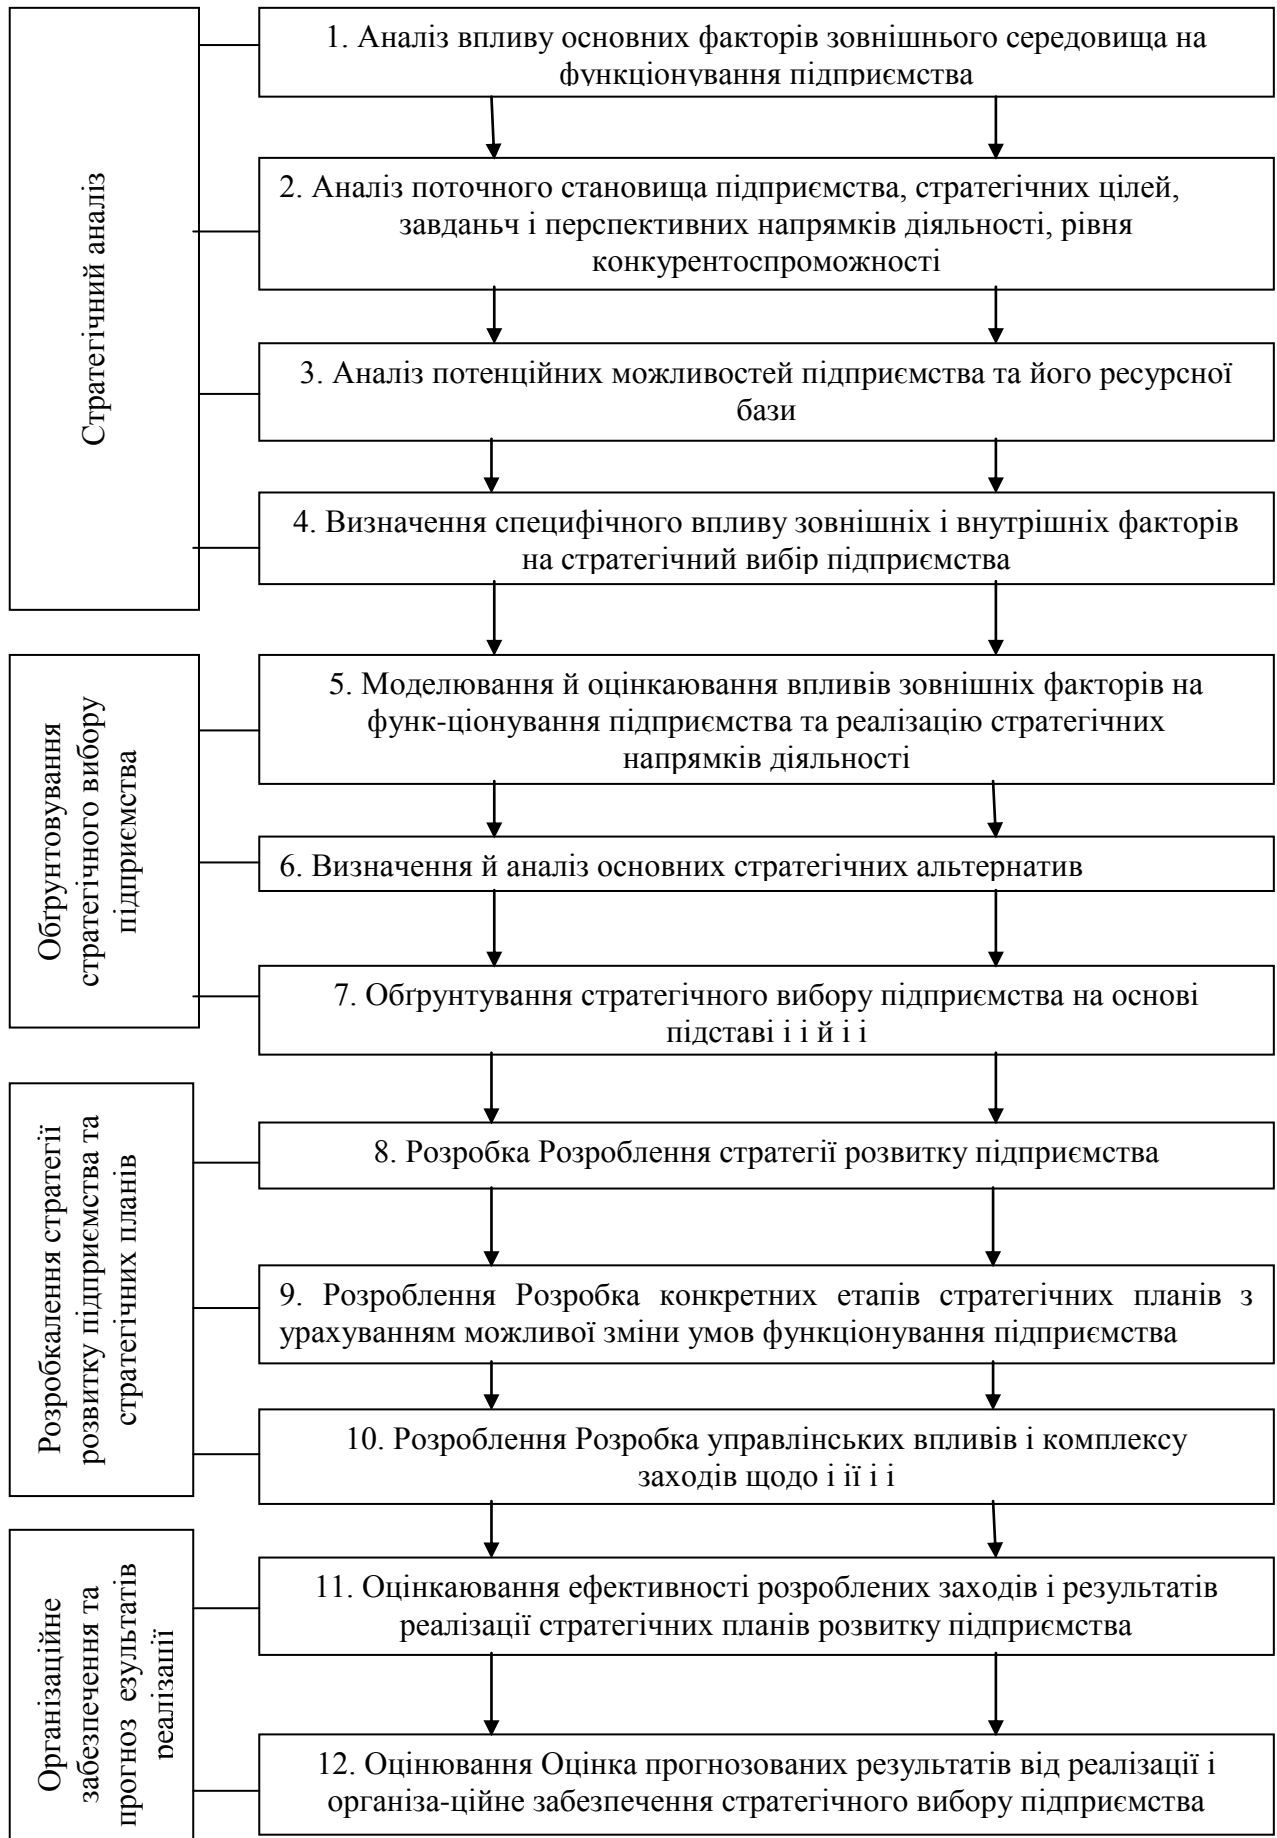 Стратегічний аналіз
1. Аналіз впливу основних факторів зовнішнього середовища на
функціонування підприємства
2. Аналіз поточного становища підприємства, стратегічних цілей,
завданьч і перспективних напрямків діяльності, рівня
конкурентоспроможності
3. Аналіз потенційних можливостей підприємства та його ресурсної
бази
4. Визначення специфічного впливу зовнішніх і внутрішніх факторів
на стратегічний вибір підприємства
Обґрунтовування
стратегічного вибору
підприємства
5. Моделювання й оцінкаювання впливів зовнішніх факторів на
функ-ціонування підприємства та реалізацію стратегічних
напрямків діяльності
6. Визначення й аналіз основних стратегічних альтернатив
7. Обґрунтування стратегічного вибору підприємства на основі
підставі і і й і і
Розробкалення стратегії
розвитку підприємства та
стратегічних планів
8. Розробка Розроблення стратегії розвитку підприємства
9. Розроблення Розробка конкретних етапів стратегічних планів з
урахуванням можливої зміни умов функціонування підприємства
10. Розроблення Розробка управлінських впливів і комплексу
заходів щодо і ії і і
Організаційне
забезпечення та
прогноз езультатів
реалізації
11. Оцінкаювання ефективності розроблених заходів і результатів
реалізації стратегічних планів розвитку підприємства
12. Оцінювання Оцінка прогнозованих результатів від реалізації і
організа-ційне забезпечення стратегічного вибору підприємства